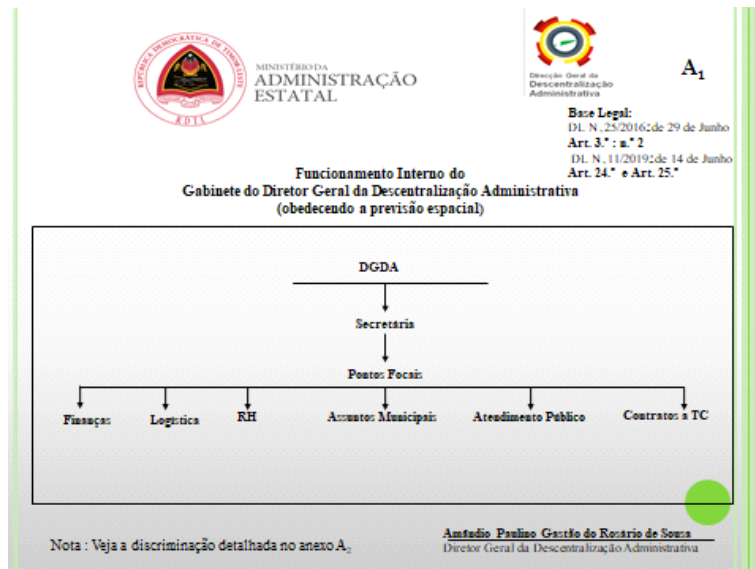 REPÚBLICA DEMOCRÁTICA DE TIMOR-LESTE
RDTL
MINISTÉRIO DA
ADMINISTRAÇÃO
ESTATAL
Direcção Geral da
Descentralização
Administrativa
A1
Base Legal:
DL. N, 25/2016:de 29 de Junho
Art. 3.º : n.º 2
DL. N, 11/2019:de 14 de Junho
Art. 24.º e Art. 25.º
Funcionamento Interno do
Gabinete do Diretor Geral da Descentralização Administrativa
(obedecendo a previsão espacial)
DGDA
Secretária
Pontos Focais
Finanças
Logística
RH
Assuntos Municipais
Atendimento Público
Contratos a TC
Nota : Veja a discriminação detalhada no anexo A2
Amândio Paulino Gastão do Rosário de Sousa
Diretor Geral da Descentralização Administrativa